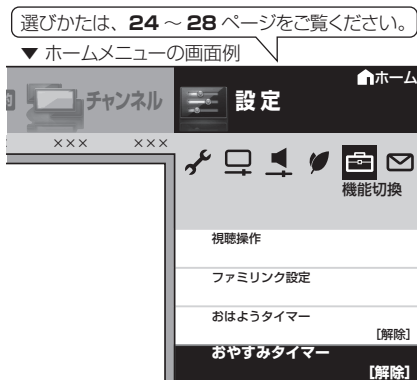 選びかたは、24～28ページをご覧ください。
▼ ホームメニューの画面例
ホーム
チャンネル
設定
××× ×××
機能切換
視聴操作
ファミリンク設定
おはようタイマー
[解除]
おやすみタイマー
[解除]